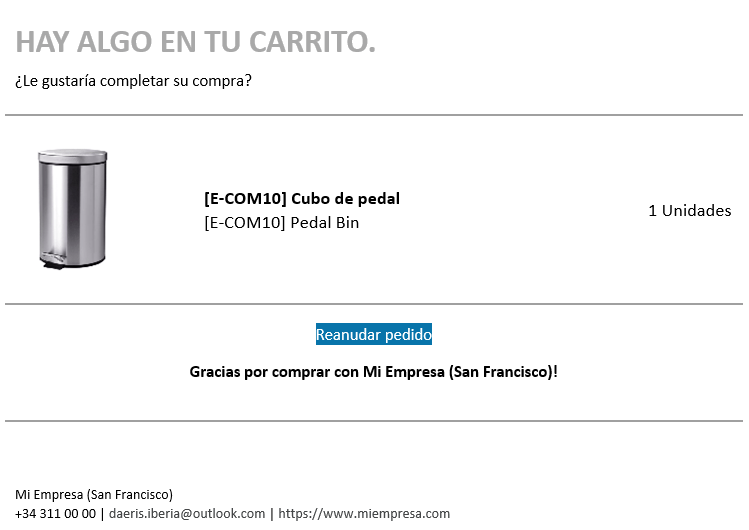 HAY ALGO EN TU CARRITO.
¿Le gustaría completar su compra?
[E-COM10] Cubo de pedal
[E-COM10] Pedal Bin
1 Unidades
Reanudar pedido
Gracias por comprar con Mi Empresa (San Francisco)!
Mi Empresa (San Francisco)
+34 311 00 00 | daeris.iberia@outlook.com | https://www.miempresa.com